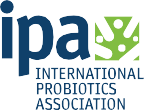 ipa
INTERNATIONAL
PROBIOTICS
ASSOCIATION